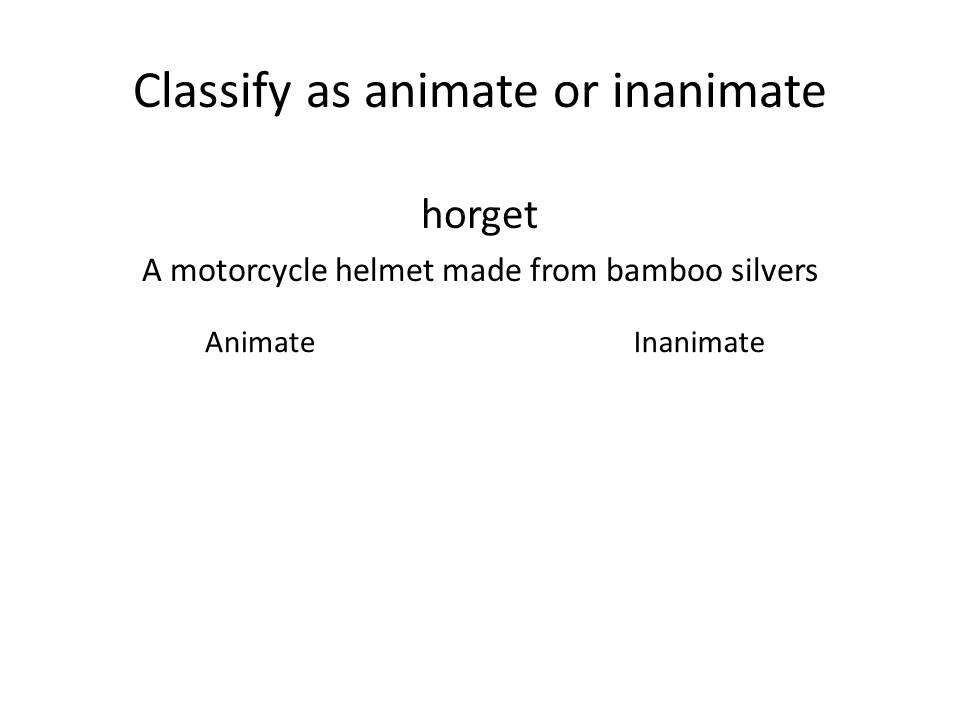 Classify as animate or inanimate
horget
A motorcycle helmet made from bamboo silvers
Animate Inanimate